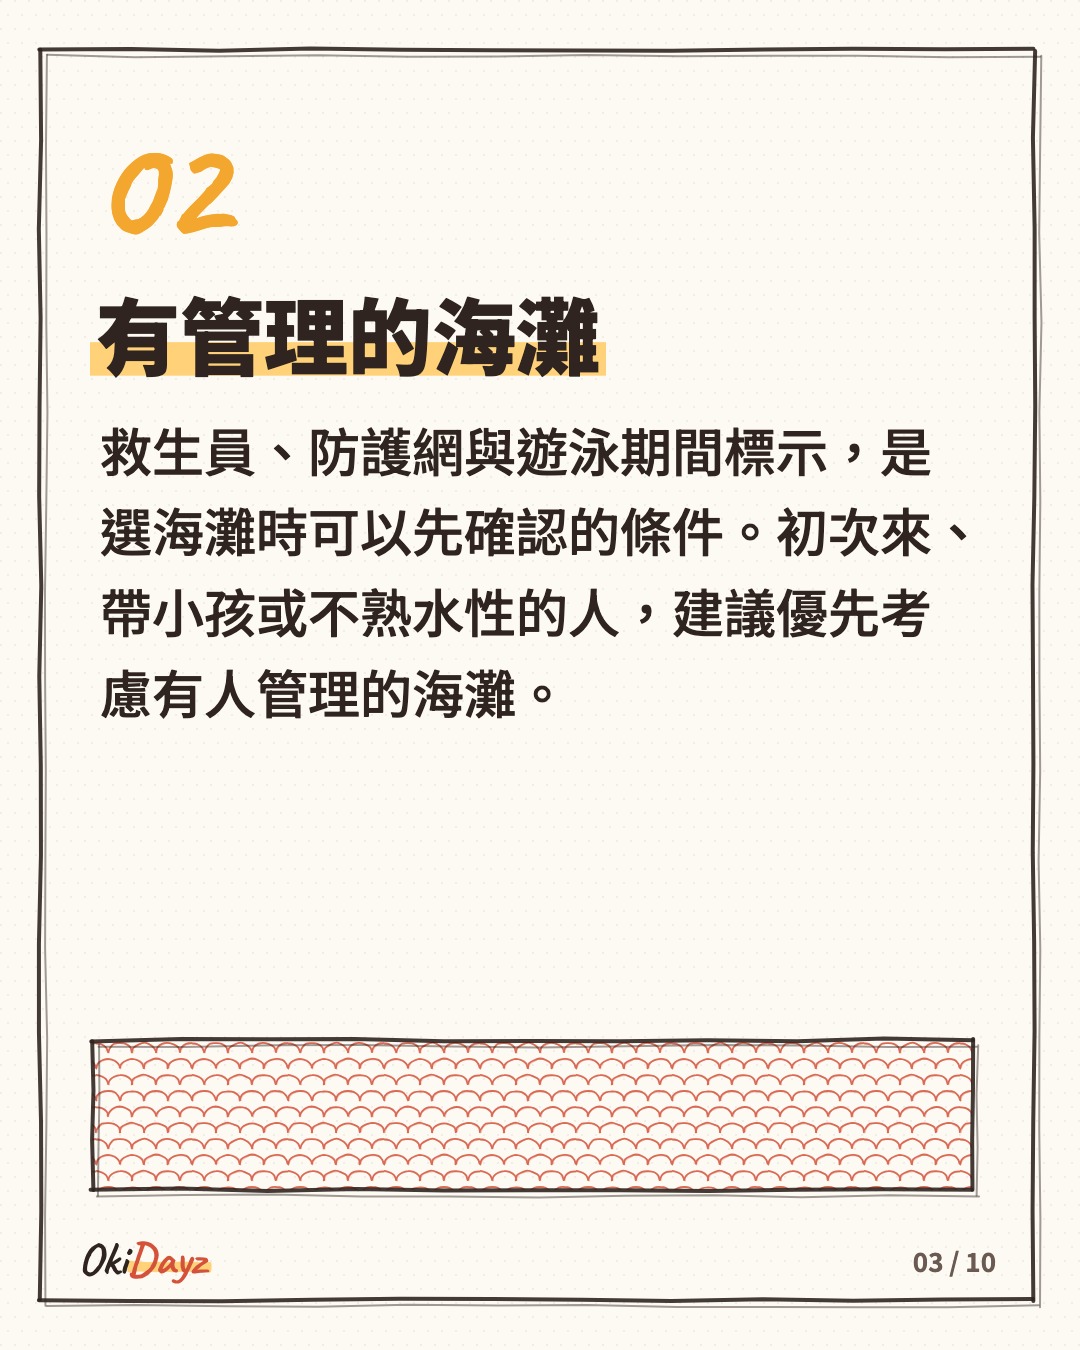 02
有管理的海灘
救生員、防護網與遊泳期間標示，是
選海灘時可以先確認的條件。初次來、
帶小孩或不熟水性的人，建議優先考
慮有人管理的海灘。
OkiDayz
03 / 10